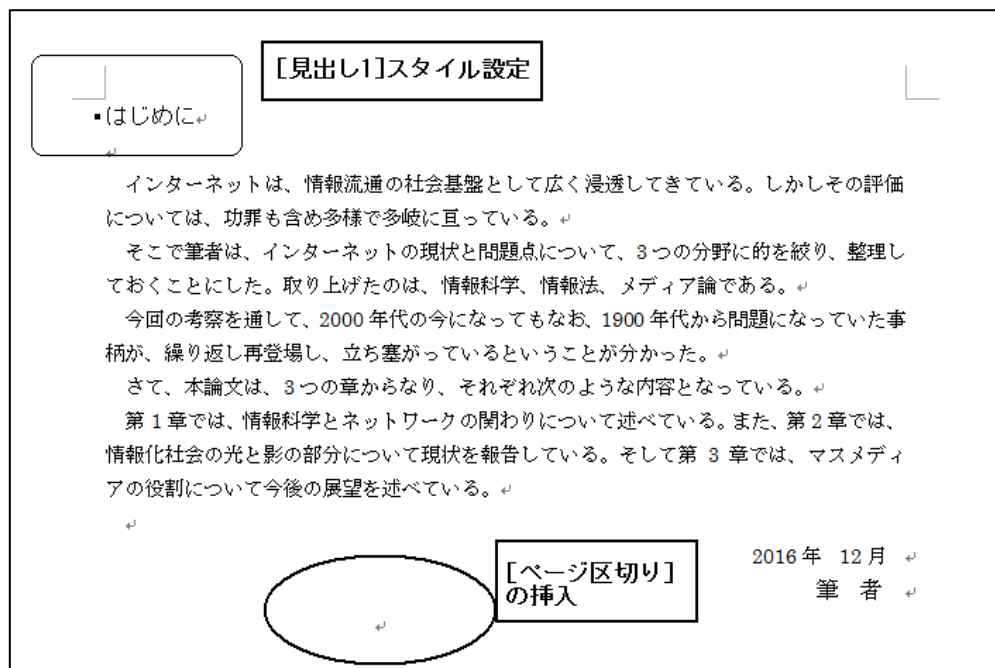 [見出し1]スタイル設定
▪はじめに↵
↵
インターネットは、情報流通の社会基盤として広く浸透してきている。しかしその評価
については、功罪も含め多様で多岐に亘っている。↵
そこで筆者は、インターネットの現状と問題点について、3つの分野に的を絞り、整理し
ておくことにした。取り上げたのは、情報科学、情報法、メディア論である。↵
今回の考察を通して、2000年代の今になってもなお、1900年代から問題になっていた事
柄が、繰り返し再登場し、立ち塞がっているということが分かった。↵
さて、本論文は、3つの章からなり、それぞれ次のような内容となっている。↵
第1章では、情報科学とネットワークの関わりについて述べている。また、第2章では、
情報化社会の光と影の部分について現状を報告している。そして第 3 章では、マスメディ
アの役割について今後の展望を述べている。↵
↵
2016年 12月 ↵
筆 者 ↵
[ページ区切り]
の挿入
↵